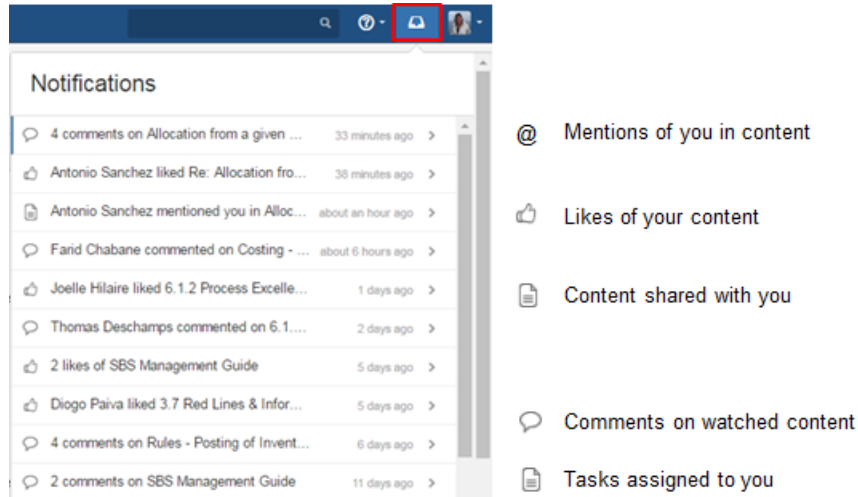 Notifications
4 comments on Allocation from a given ... 33 minutes ago
Antonio Sanchez liked Re: Allocation fro... 38 minutes ago
Antonio Sanchez mentioned you in Alloc... about an hour ago
Farid Chabane commented on Costing - ... about 6 hours ago
Joelle Hilaire liked 6.1.2 Process Excelle... 1 days ago
Thomas Deschamps commented on 6.1.... 2 days ago
2 likes of SBS Management Guide 5 days ago
Diogo Paiva liked 3.7 Red Lines & Infor... 5 days ago
4 comments on Rules - Posting of Invent... 6 days ago
2 comments on SBS Management Guide 11 days ago
@ Mentions of you in content
Likes of your content
Content shared with you
Comments on watched content
Tasks assigned to you